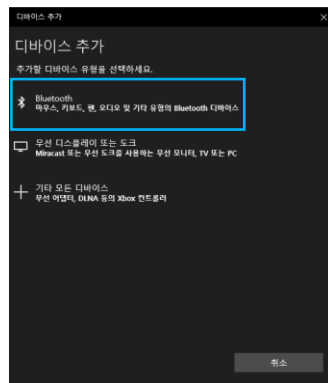 디바이스 추가
디바이스 추가
추가할 디바이스 유형을 선택하세요.
Bluetooth
마우스, 키보드, 펜, 오디오 및 기타 유형의 Bluetooth 디바이스
무선 디스플레이 또는 도크
Miracast 또는 무선 도크를 사용하는 무선 모니터, TV 또는 PC
기타 모든 디바이스
무선 어댑터, DLNA 등의 Xbox 컨트롤러
취소